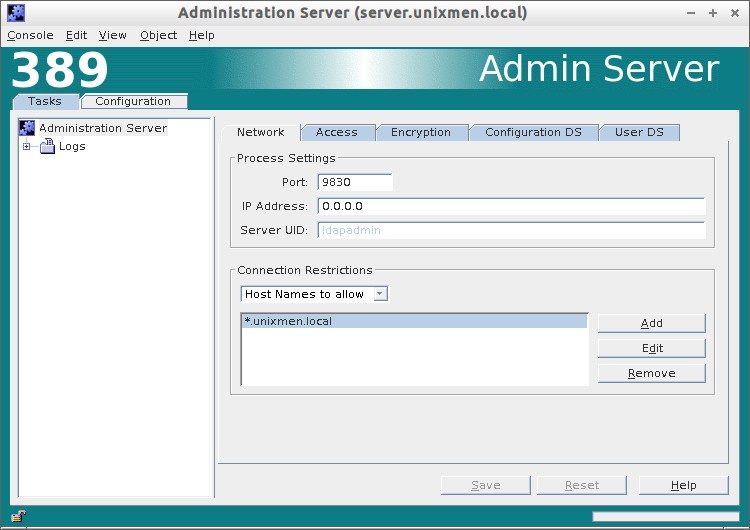 Administration Server (server.unixmen.local)
Console Edit View Object Help
389
Admin Server
Tasks Configuration
Administration Server
Logs
Network Access Encryption Configuration DS User DS
Process Settings
Port: 9830
IP Address: 0.0.0.0
Server UID: ldapadmin
Connection Restrictions
Host Names to allow
*.unixmen.local
Add
Edit
Remove
Save Reset Help